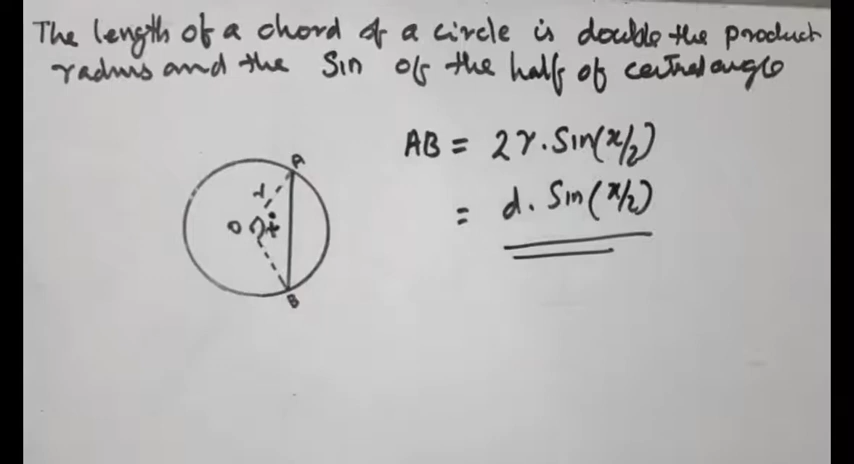 The length of a chord of a circle is double the product
radius and the Sin of the half of central angle
A
AB = 2r. Sin(x/2)
r
= d. Sin(x/2)
O x°
B